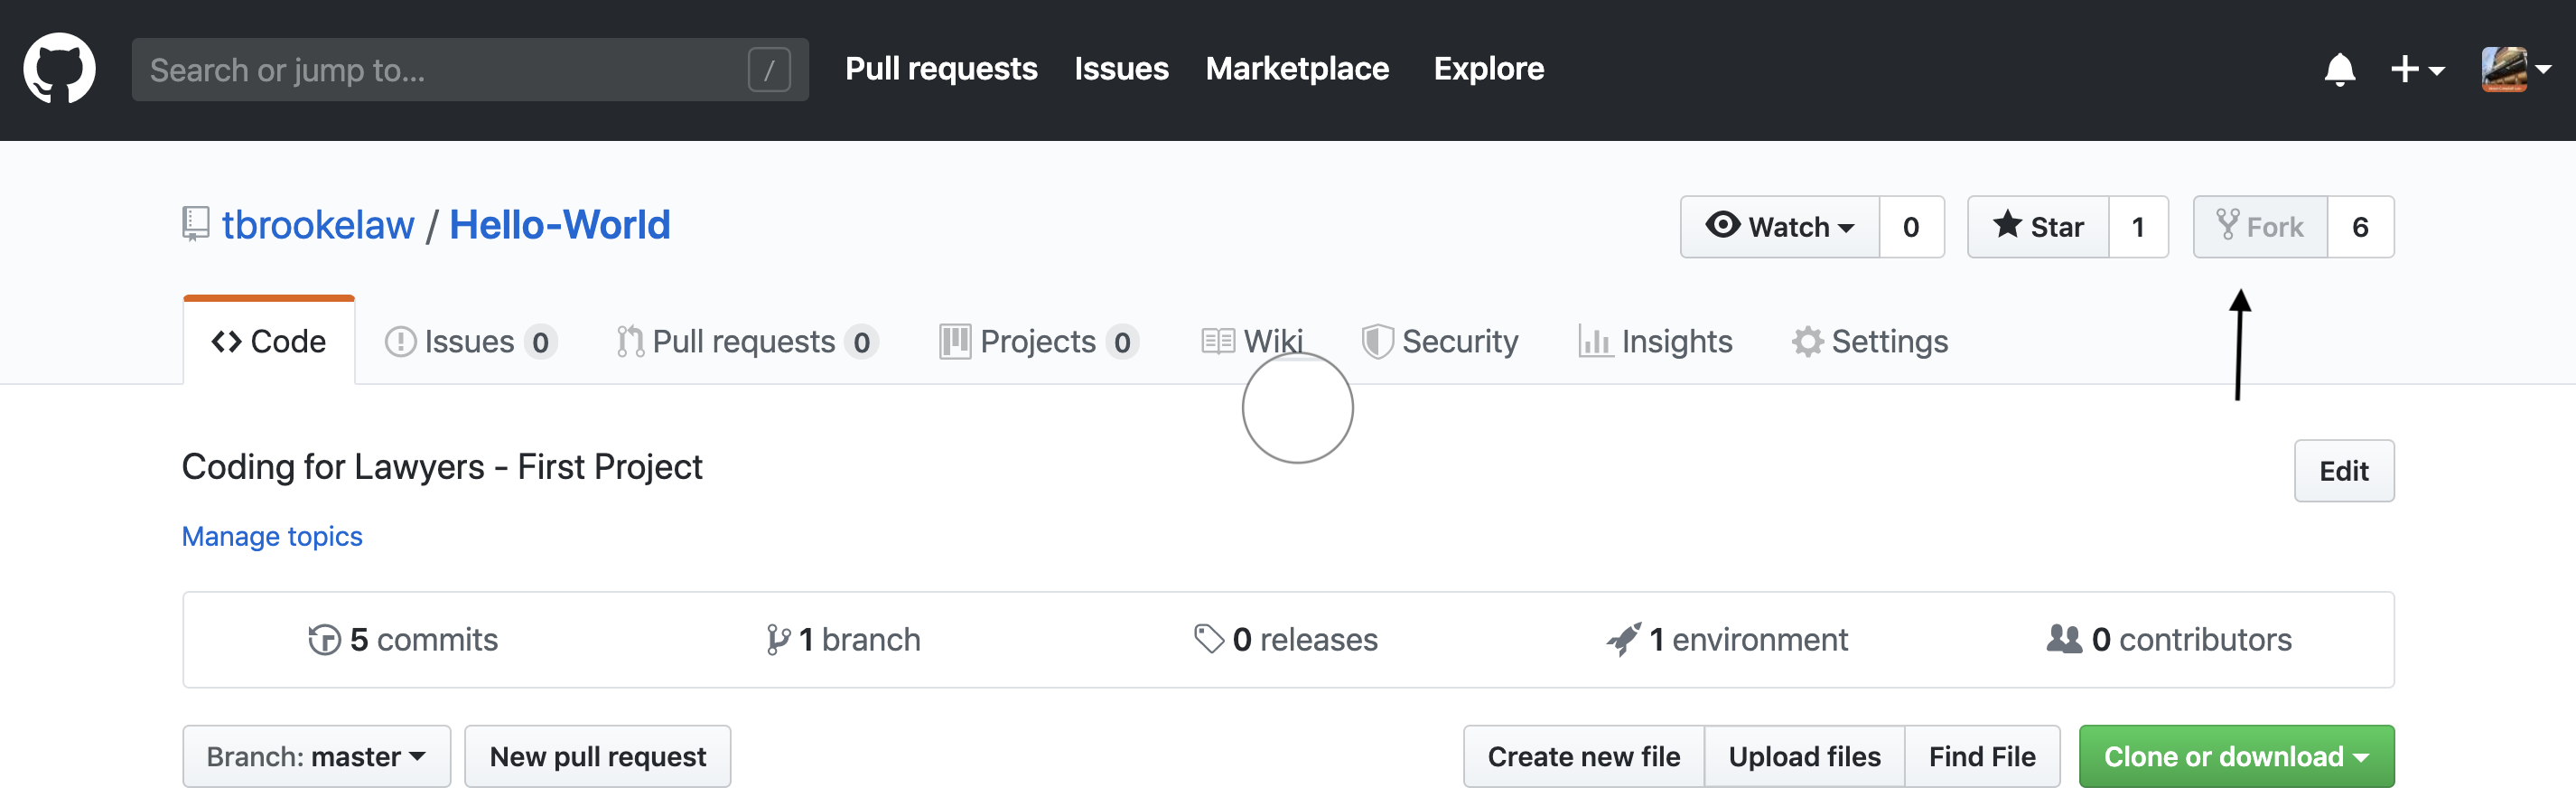 Search or jump to... / Pull requests Issues Marketplace Explore
tbrookelaw / Hello-World Watch 0 Star 1 Fork 6
Code Issues 0 Pull requests 0 Projects 0 Wiki Security Insights Settings
Coding for Lawyers - First Project Edit
Manage topics
5 commits 1 branch 0 releases 1 environment 0 contributors
Branch: master New pull request Create new file Upload files Find File Clone or download